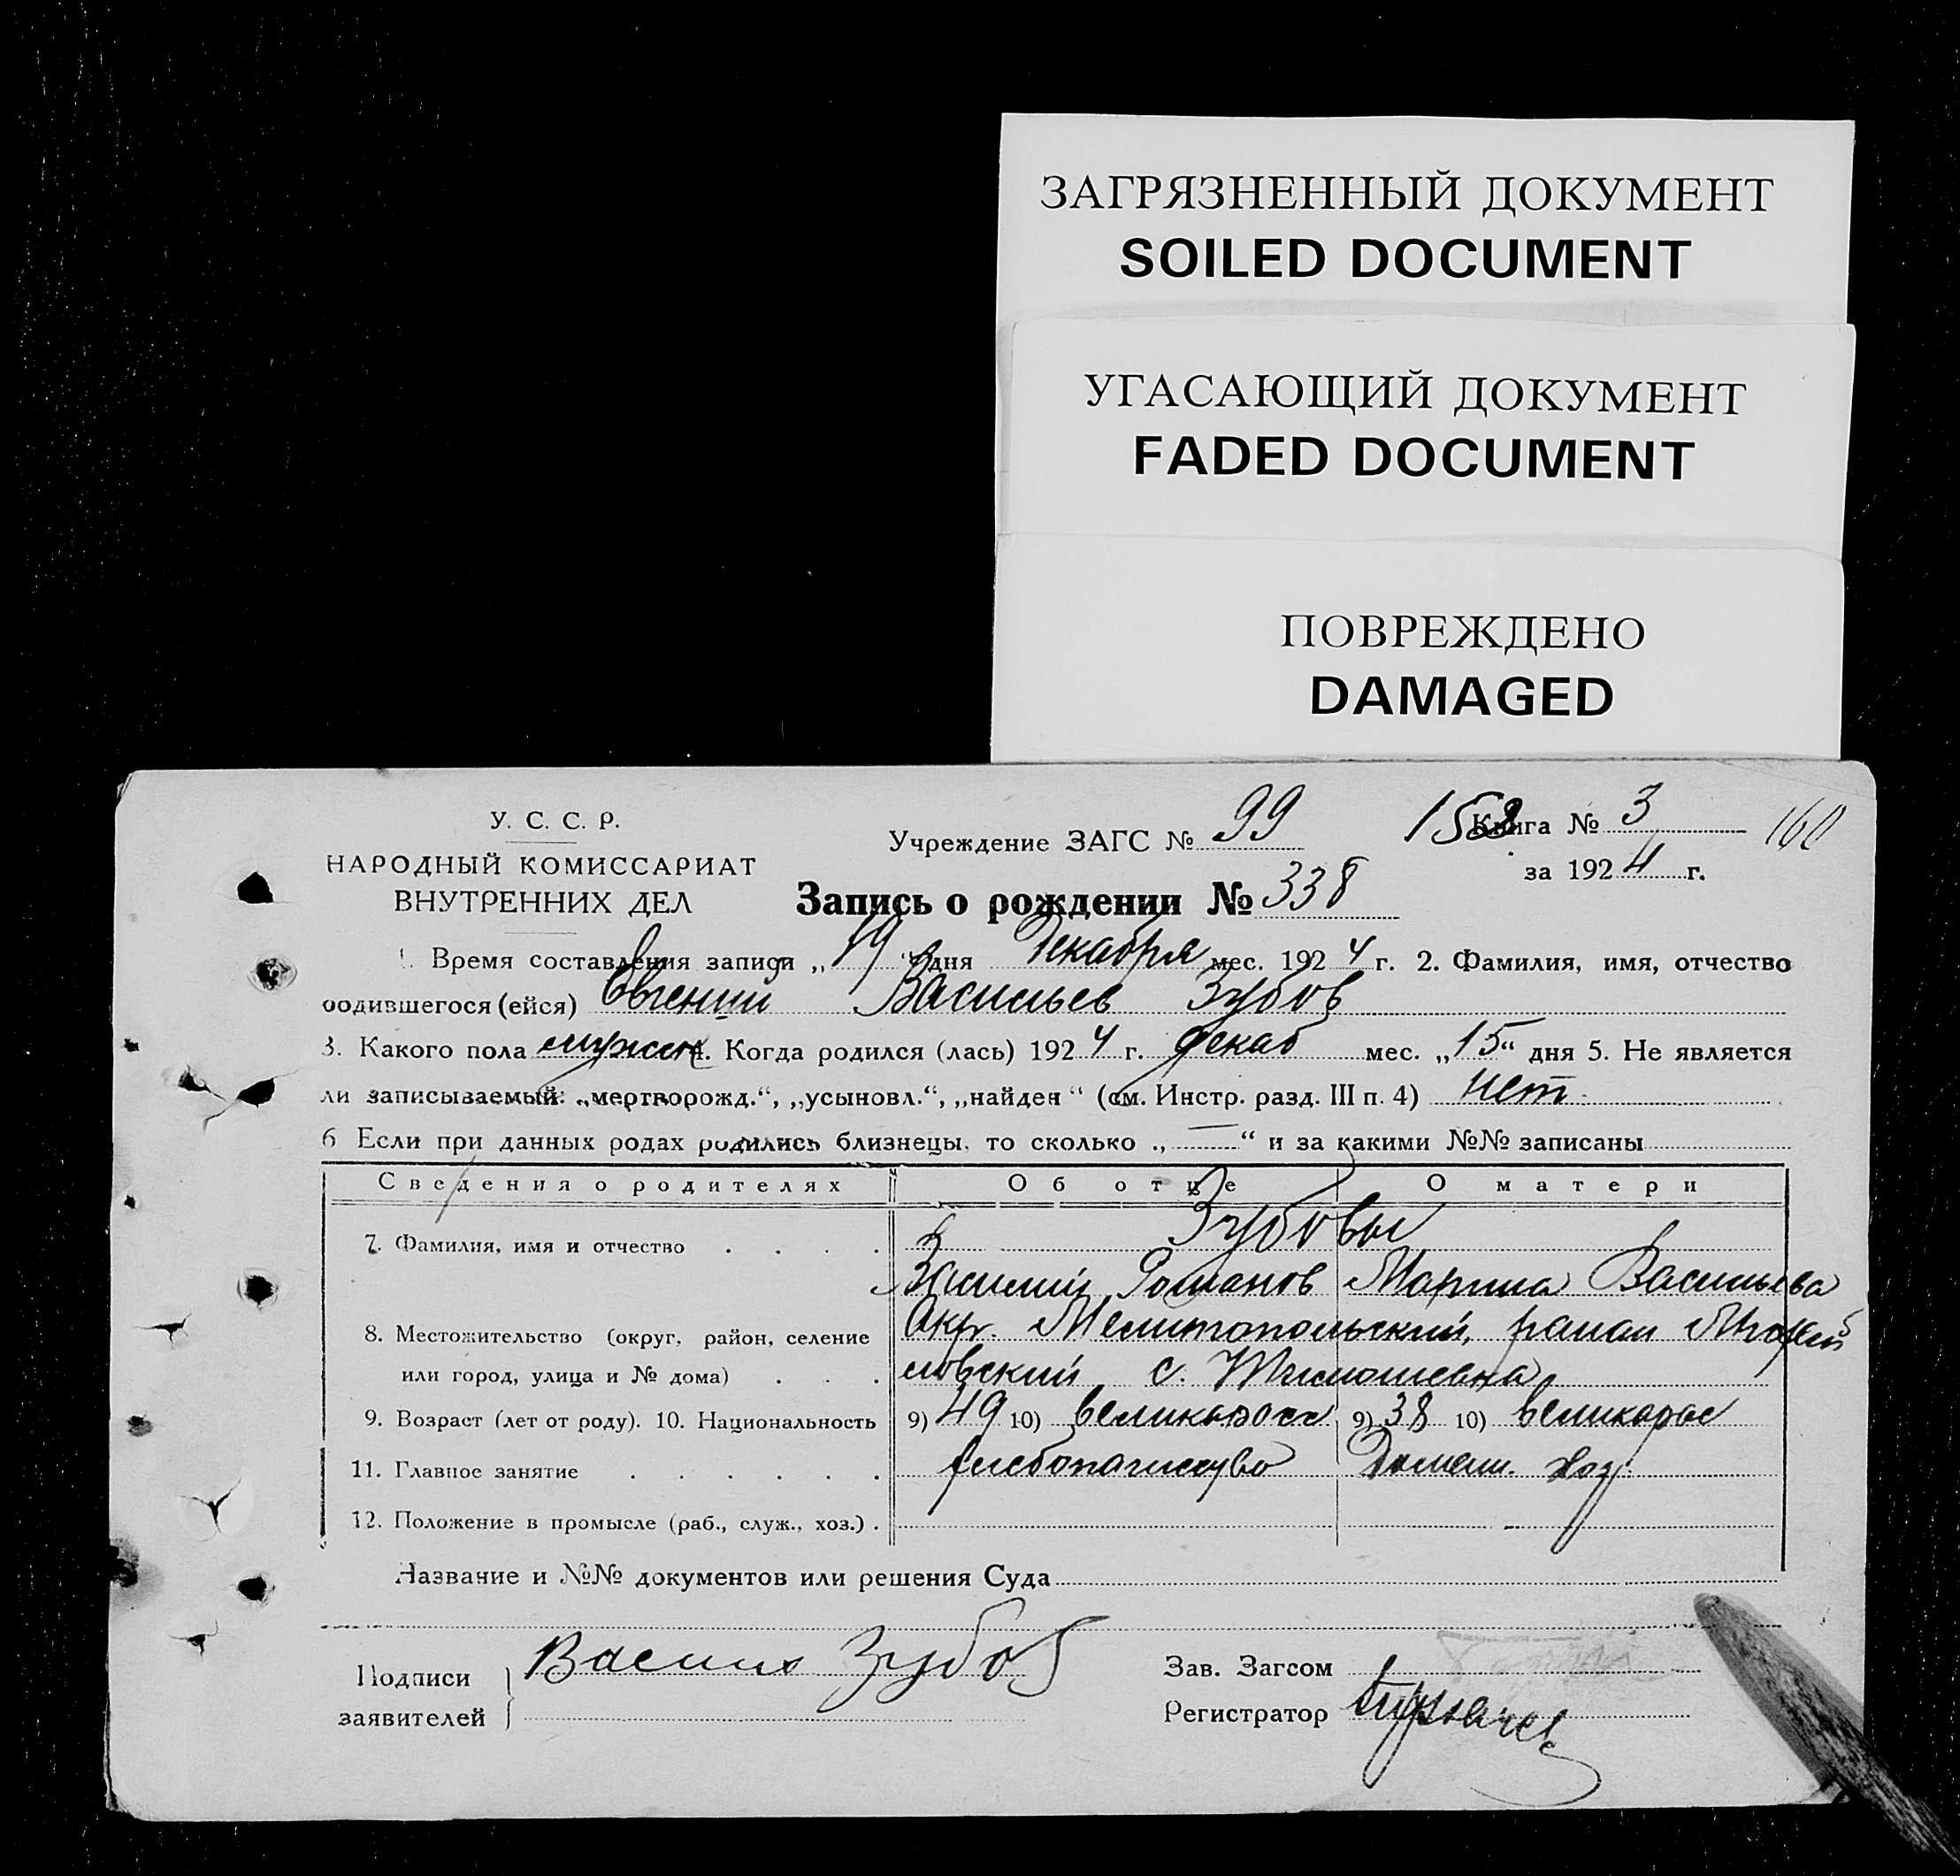 ЗАГРЯЗНЕННЫЙ ДОКУМЕНТ
SOILED DOCUMENT
УГАСАЮЩИЙ ДОКУМЕНТ
FADED DOCUMENT
ПОВРЕЖДЕНО
DAMAGED
У. С. С. Р.
НАРОДНЫЙ КОМИССАРИАТ
ВНУТРЕННИХ ДЕЛ
Учреждение ЗАГС № 99
Книга № 3
160
за 1924 г.
Запись о рождении № 338
1. Время составления записи „19“ дня Декабря мес. 1924 г. 2. Фамилия, имя, отчество
родившегося (ейся) Евгений Васильев Зубов
3. Какого пола мужск 4. Когда родился (лась) 1924 г. декаб мес. „15“ дня 5. Не является
ли записываемый: „мертворожд.“, „усыновл.“, „найден“ (см. Инстр. разд. III п. 4) нет.
6 Если при данных родах родились близнецы, то сколько „—“ и за какими №№ записаны
Сведения о родителях Об отце О матери
7. Фамилия, имя и отчество Зубовы
Василий Романов Марина Васильева
8. Местожительство (округ, район, селение Окр. Мелитопольский, район
или город, улица и № дома) с. Тимошевка
9. Возраст (лет от роду). 10. Национальность 9) 49 10) великоросс 9) 38 10) великорос
11. Главное занятие хлебопашество Домаш. хоз.
12. Положение в промысле (раб., служ., хоз.)
Название и №№ документов или решения Суда
Подписи
заявителей
Василь Зубов
Зав. Загсом
Регистратор